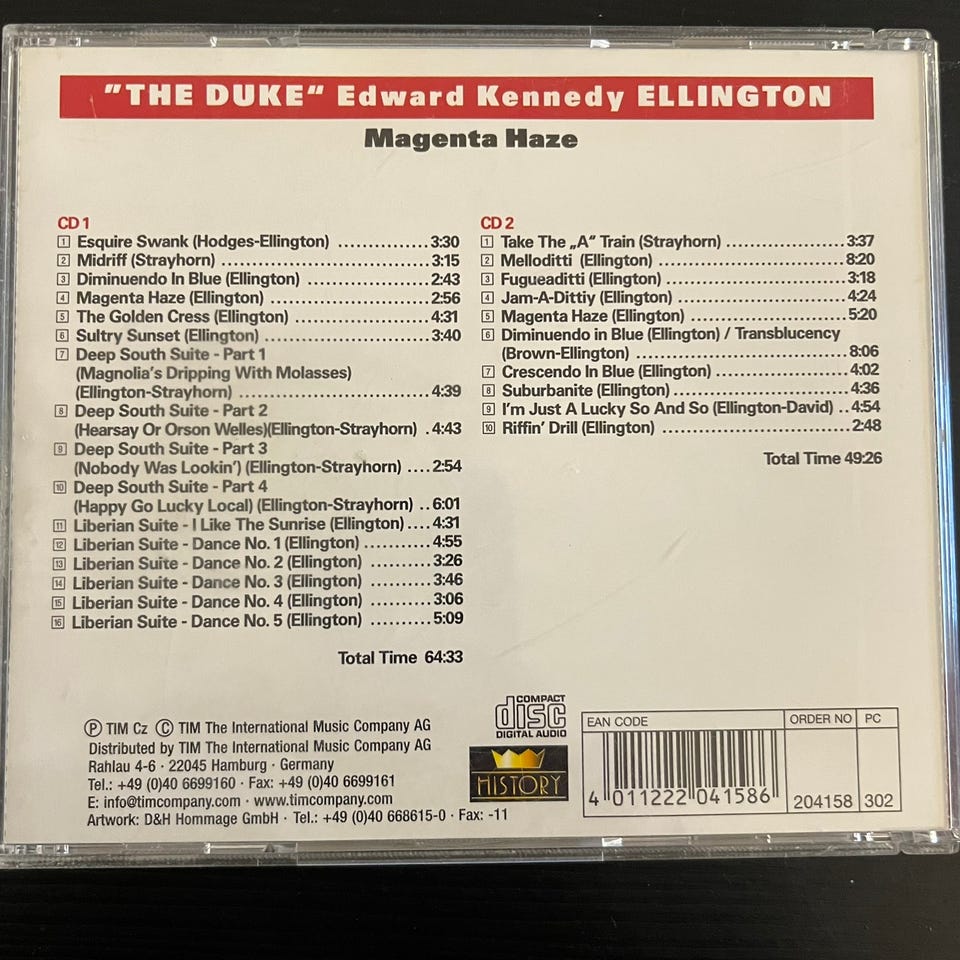 "THE DUKE“ Edward Kennedy ELLINGTON
Magenta Haze
CD 1
1 Esquire Swank (Hodges-Ellington) ............... 3:30
2 Midriff (Strayhorn) .................................... 3:15
3 Diminuendo In Blue (Ellington) .................... 2:43
4 Magenta Haze (Ellington) ........................... 2:56
5 The Golden Cress (Ellington) ...................... 4:31
6 Sultry Sunset (Ellington) ............................ 3:40
7 Deep South Suite - Part 1
(Magnolia's Dripping With Molasses)
(Ellington-Strayhorn) ................................. 4:39
8 Deep South Suite - Part 2
(Hearsay Or Orson Welles)(Ellington-Strayhorn) . 4:43
9 Deep South Suite - Part 3
(Nobody Was Lookin') (Ellington-Strayhorn) .... 2:54
10 Deep South Suite - Part 4
(Happy Go Lucky Local) (Ellington-Strayhorn) .. 6:01
11 Liberian Suite - I Like The Sunrise (Ellington) .... 4:31
12 Liberian Suite - Dance No. 1 (Ellington) .......... 4:55
13 Liberian Suite - Dance No. 2 (Ellington) .......... 3:26
14 Liberian Suite - Dance No. 3 (Ellington) .......... 3:46
15 Liberian Suite - Dance No. 4 (Ellington) .......... 3:06
16 Liberian Suite - Dance No. 5 (Ellington) .......... 5:09
Total Time 64:33
CD 2
1 Take The „A“ Train (Strayhorn) .................... 3:37
2 Melloditti (Ellington) ................................. 8:20
3 Fugueaditti (Ellington) ............................... 3:18
4 Jam-A-Dittiy (Ellington) ............................. 4:24
5 Magenta Haze (Ellington) ........................... 5:20
6 Diminuendo in Blue (Ellington) / Translucency
(Brown-Ellington) ..................................... 8:06
7 Crescendo In Blue (Ellington) ...................... 4:02
8 Suburbanite (Ellington) .............................. 4:36
9 I'm Just A Lucky So And So (Ellington-David) .. 4:54
10 Riffin' Drill (Ellington) ............................... 2:48
Total Time 49:26
Ⓟ TIM Cz © TIM The International Music Company AG
Distributed by TIM The International Music Company AG
Rahlau 4-6 · 22045 Hamburg · Germany
Tel.: +49 (0)40 6699160 · Fax: +49 (0)40 6699161
E: info@timcompany.com · www.timcompany.com
Artwork: D&H Hommage GmbH · Tel.: +49 (0)40 668615-0 · Fax: -11
COMPACT
disc
DIGITAL AUDIO
HISTORY
EAN CODE
4 011222 041586
ORDER NO
204158
PC
302